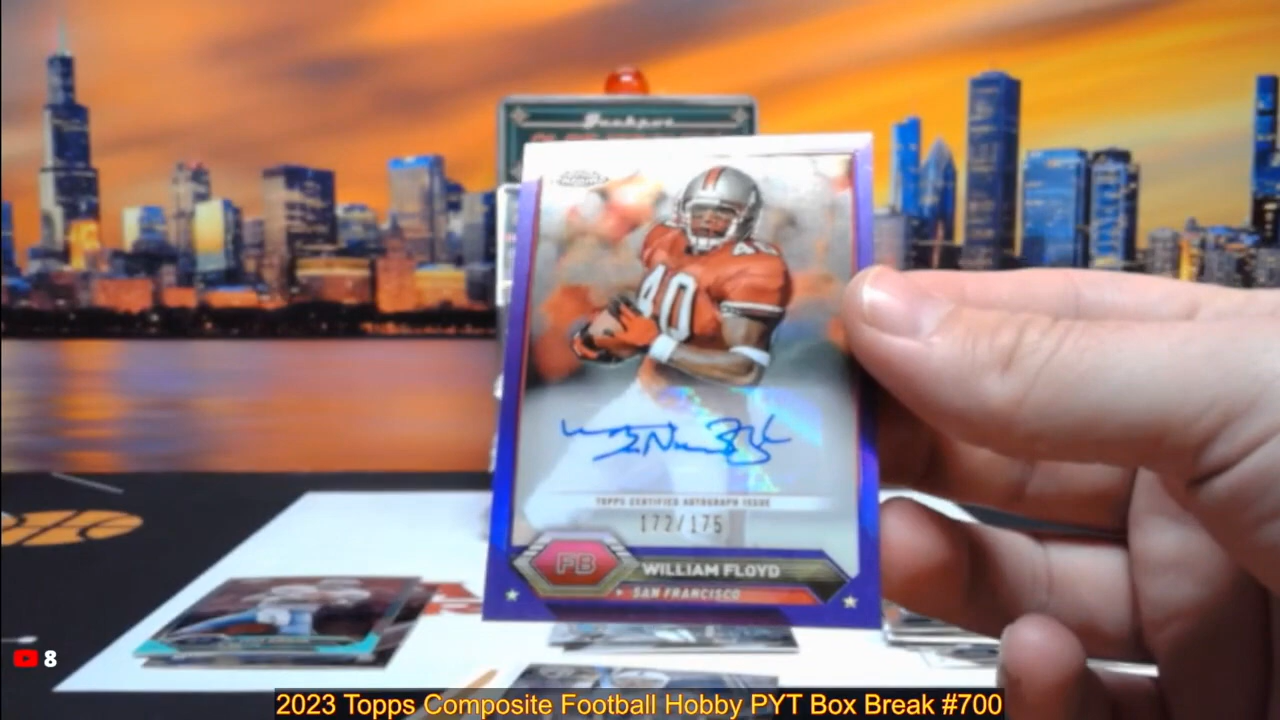 Jackpot
40
40
TOPPS CERTIFIED AUTOGRAPH ISSUE
172/175
FB
WILLIAM FLOYD
SAN FRANCISCO
8
2023 Topps Composite Football Hobby PYT Box Break #700